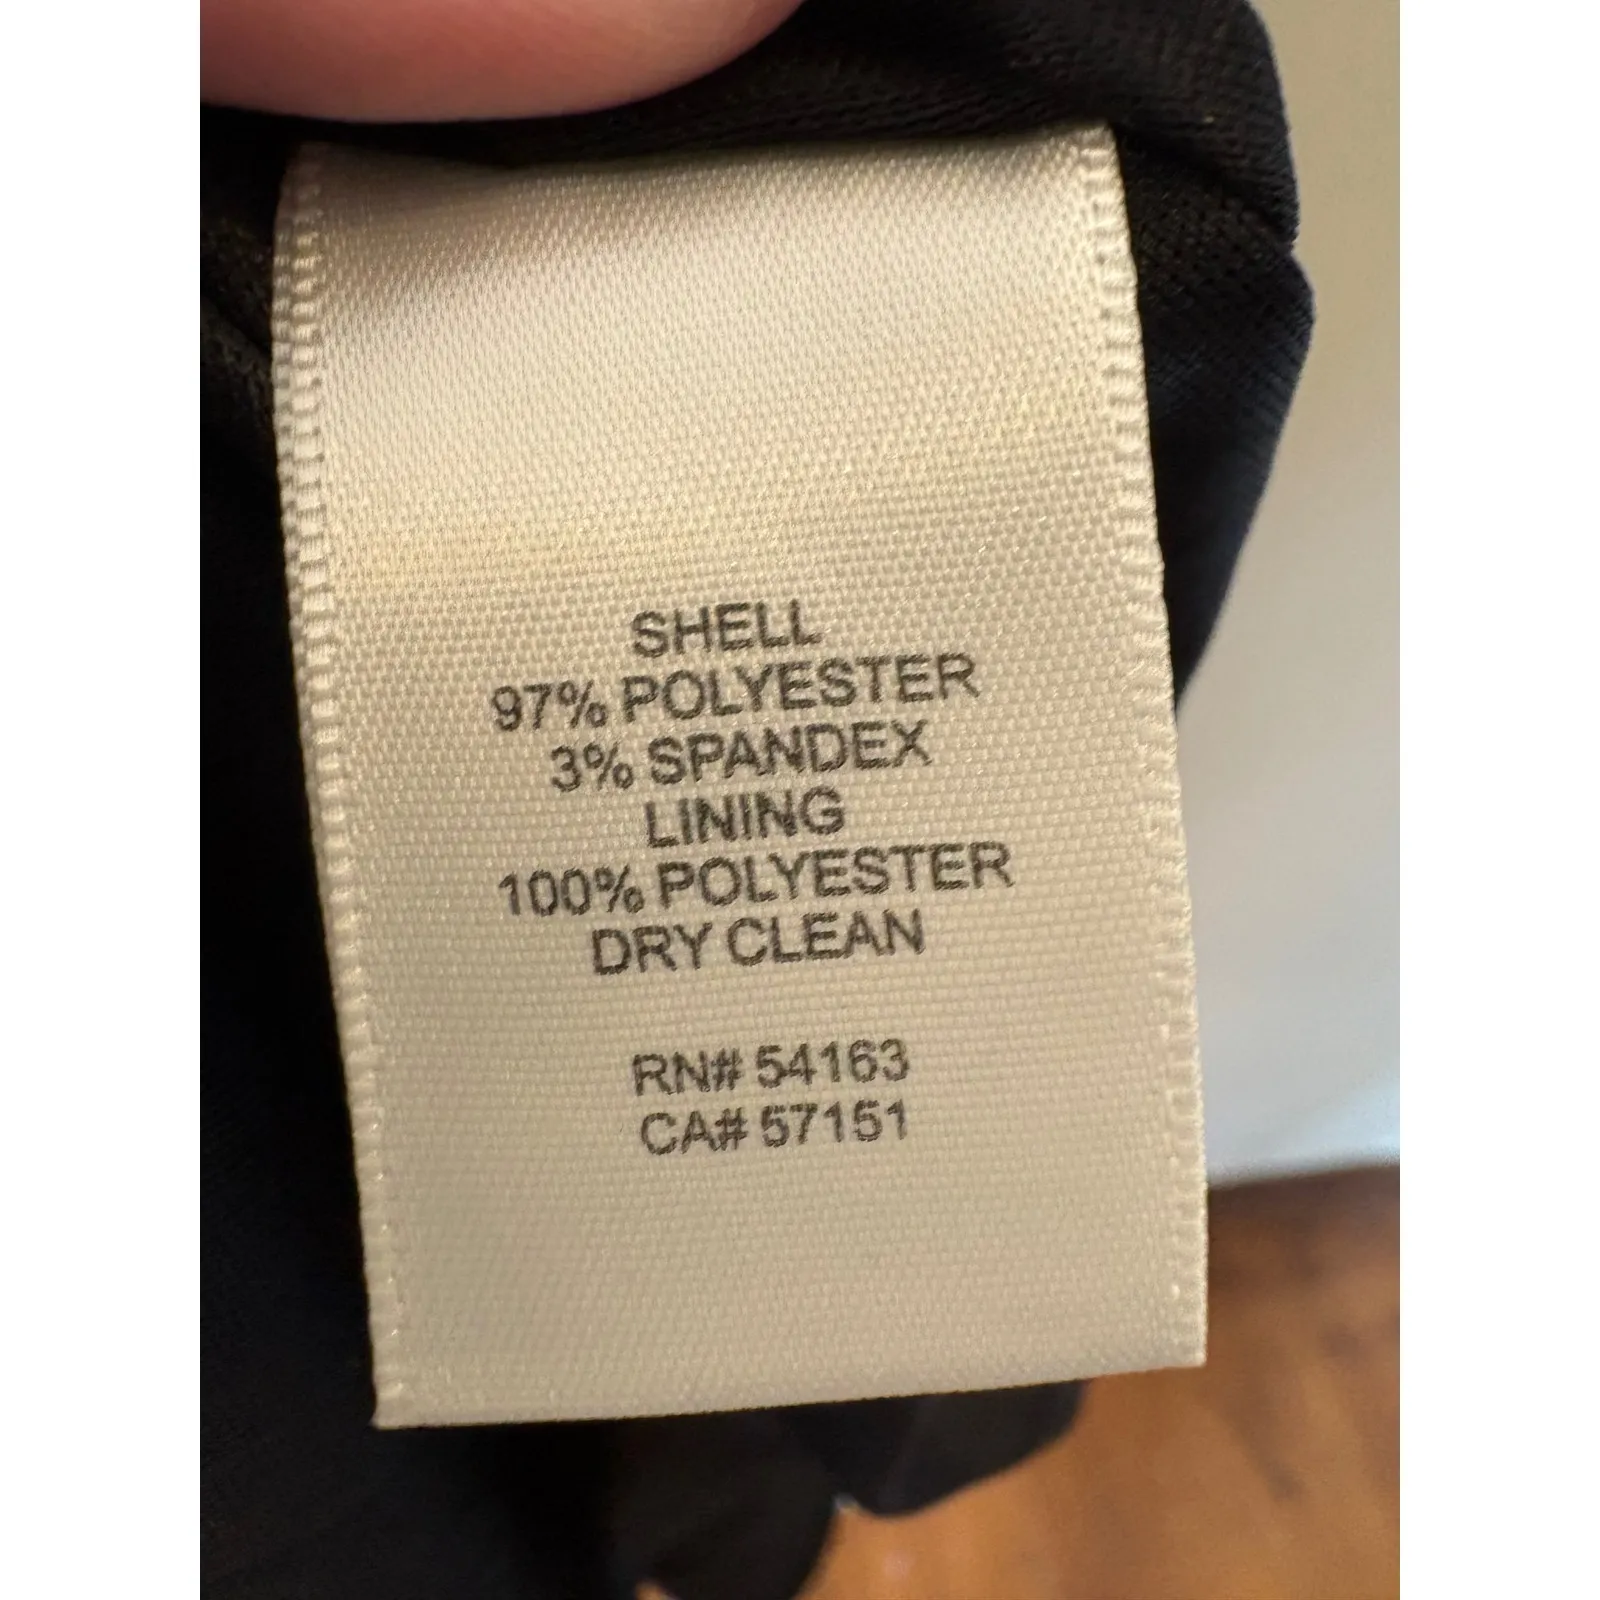 SHELL
97% POLYESTER
3% SPANDEX
LINING
100% POLYESTER
DRY CLEAN
RN# 54163
CA# 57151